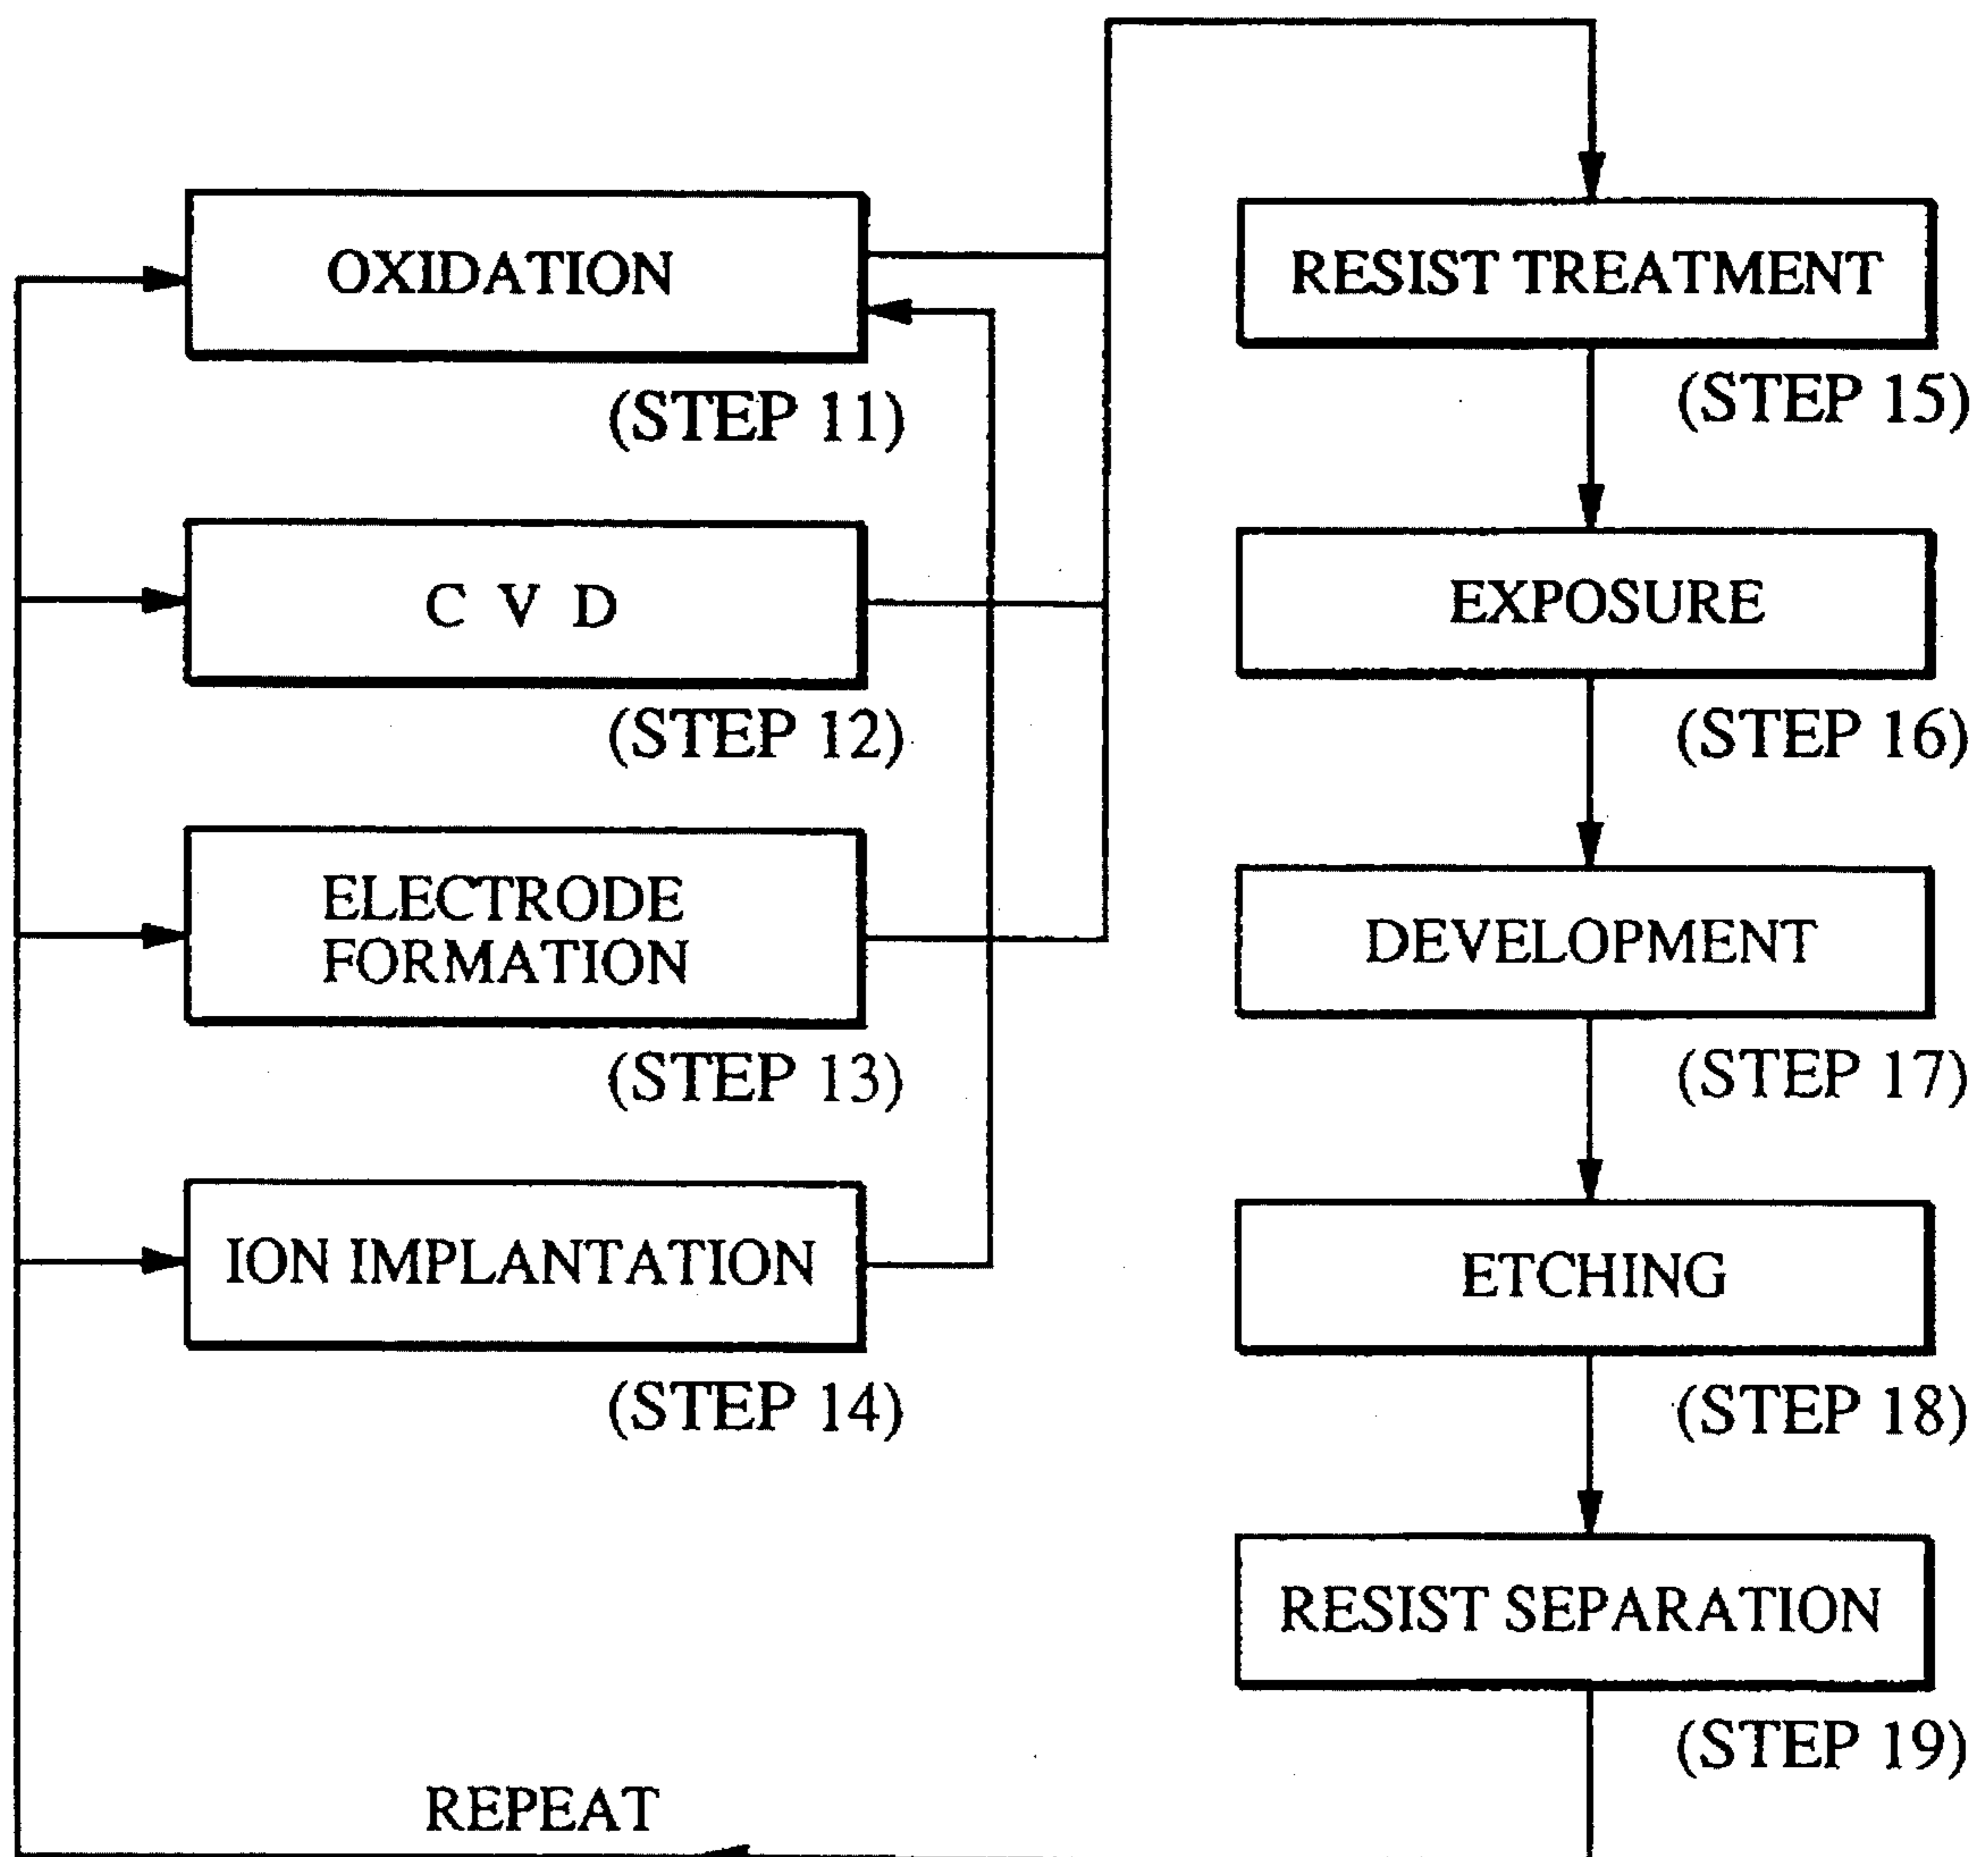 OXIDATION
(STEP 11)
C V D
(STEP 12)
ELECTRODE
FORMATION
(STEP 13)
ION IMPLANTATION
(STEP 14)
RESIST TREATMENT
(STEP 15)
EXPOSURE
(STEP 16)
DEVELOPMENT
(STEP 17)
ETCHING
(STEP 18)
RESIST SEPARATION
(STEP 19)
REPEAT